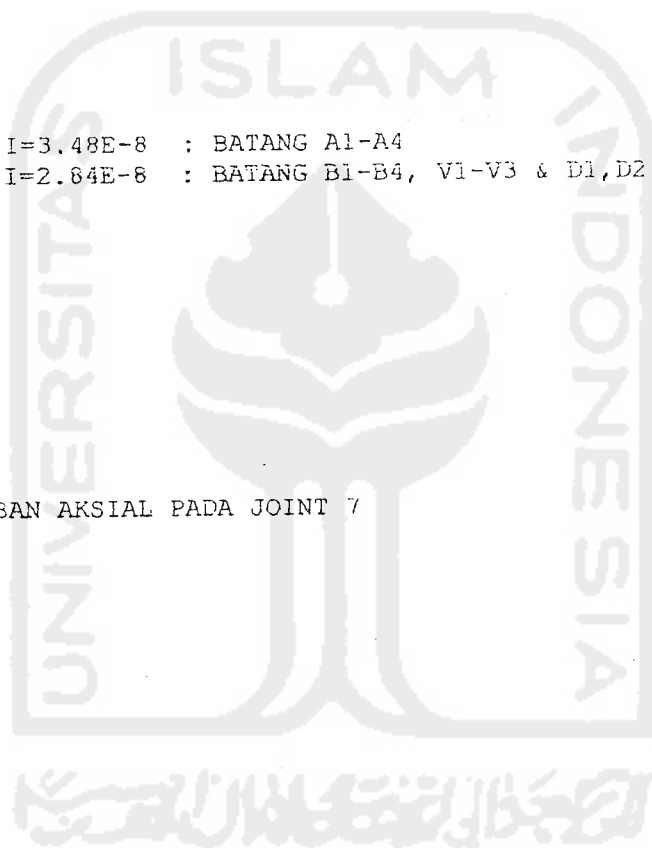 ISLAM
UNIVERSITAS
INDONESIA
I=3.48E-8 : BATANG A1-A4
I=2.84E-8 : BATANG B1-B4, V1-V3 & D1,D2
BAN AKSIAL PADA JOINT 7